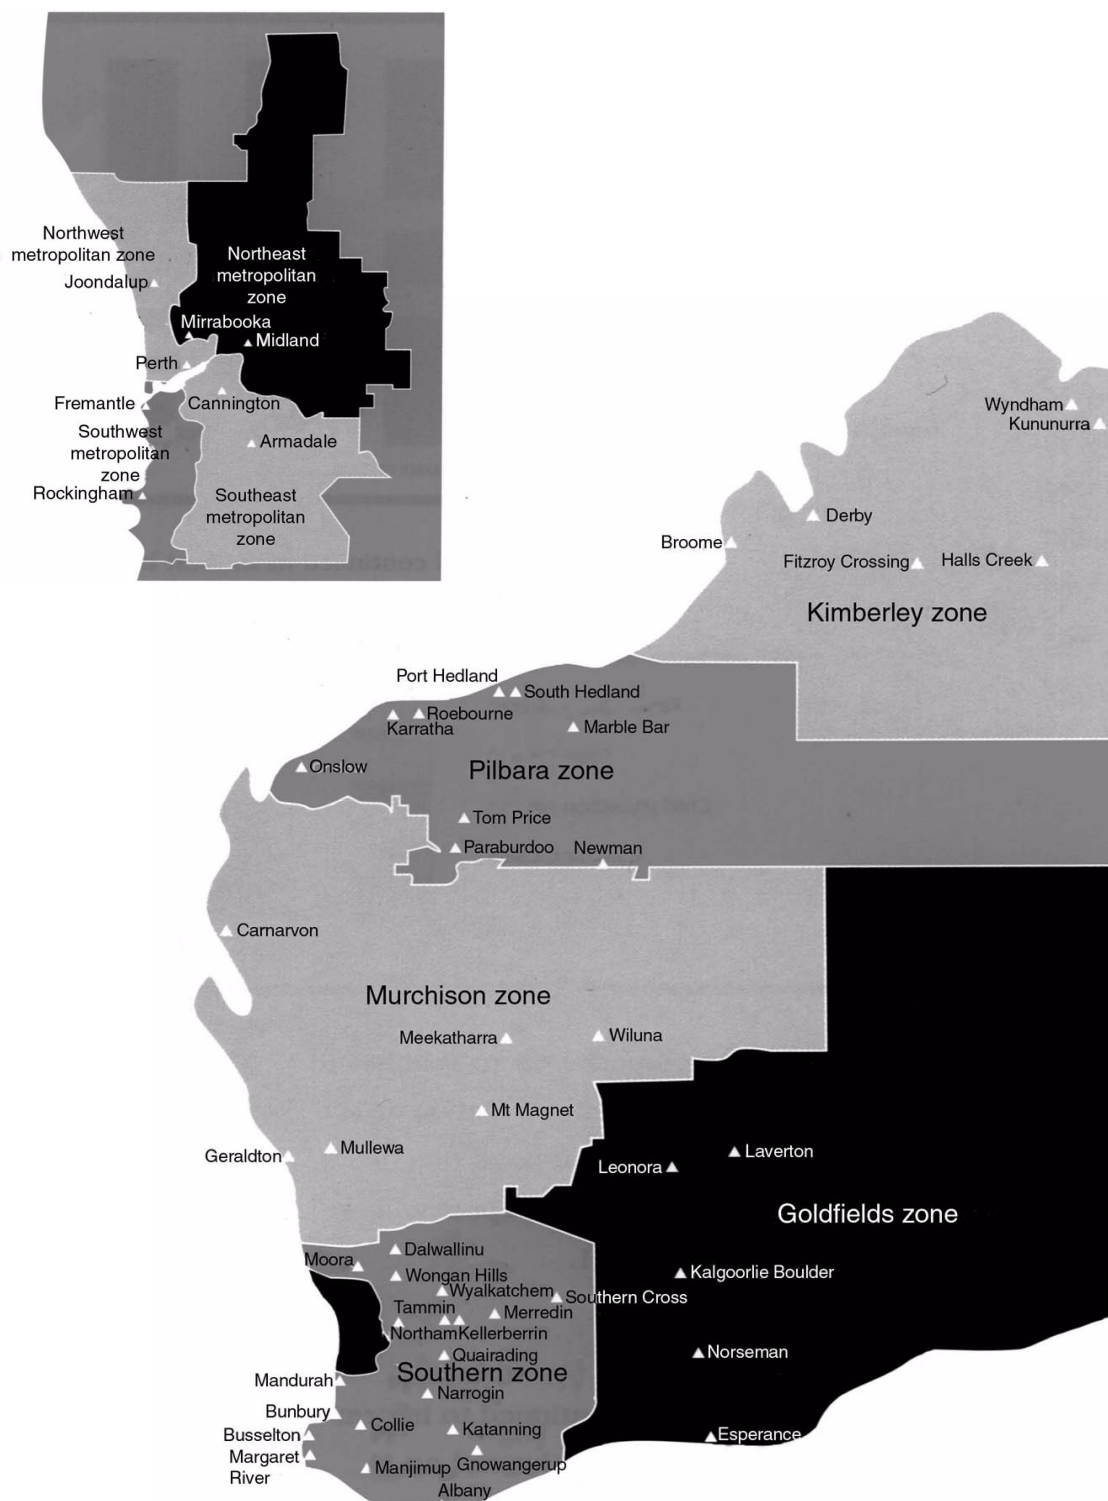 Northwest
metropolitan zone
Joondalup
Northeast
metropolitan
zone
Mirrabooka
Midland
Perth
Fremantle
Cannington
Southwest
metropolitan
zone
Armadale
Rockingham
Southeast
metropolitan
zone
Wyndham
Kununurra
Derby
Broome
Fitzroy Crossing
Halls Creek
Kimberley zone
Port Hedland
South Hedland
Roebourne
Karratha
Marble Bar
Onslow
Pilbara zone
Tom Price
Paraburdoo
Newman
Carnarvon
Murchison zone
Meekatharra
Wiluna
Mt Magnet
Mullewa
Geraldton
Laverton
Leonora
Goldfields zone
Dalwallinu
Moora
Wongan Hills
Kalgoorlie Boulder
Wyalkatchem
Southern Cross
Tammin
Merredin
Northam
Kellerberrin
Quairading
Norseman
Southern zone
Mandurah
Narrogin
Bunbury
Collie
Katanning
Busselton
Esperance
Margaret
River
Manjimup
Gnowangerup
Albany